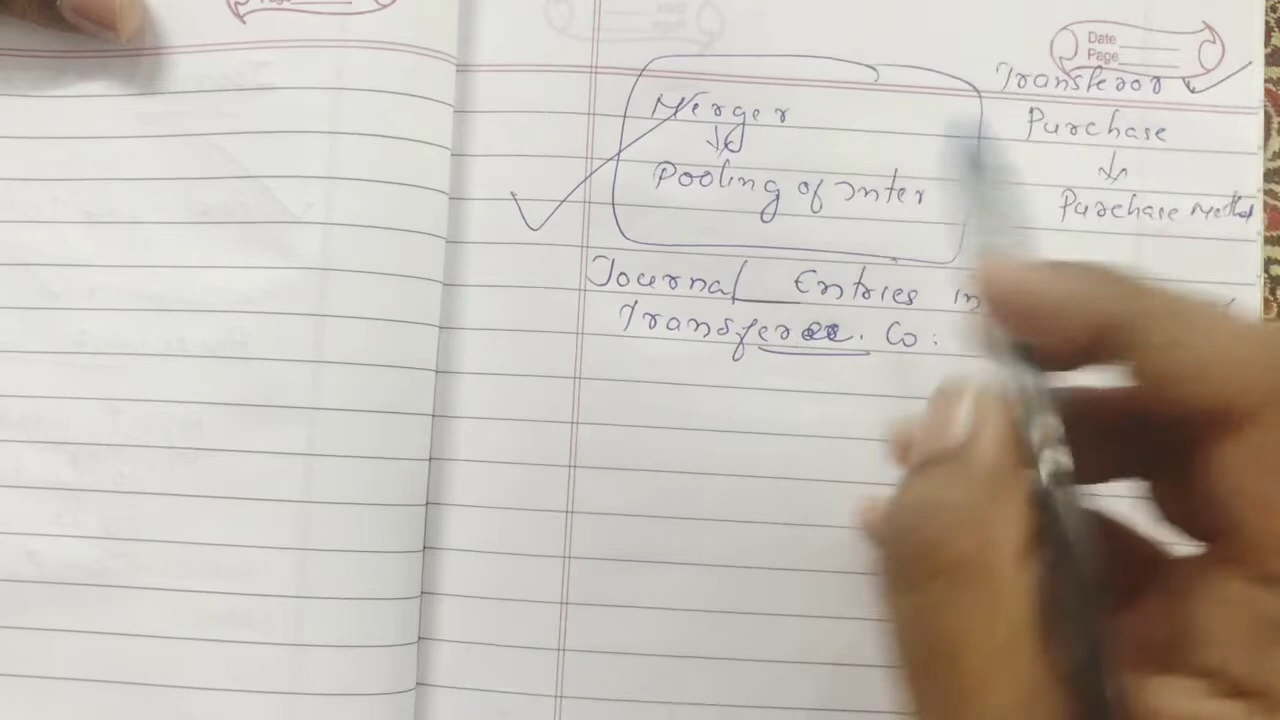 Date
Page
Transferor
Merger
Pooling of Inter
Purchase
Purchase Method
Journal Entries in
Transferee. Co: